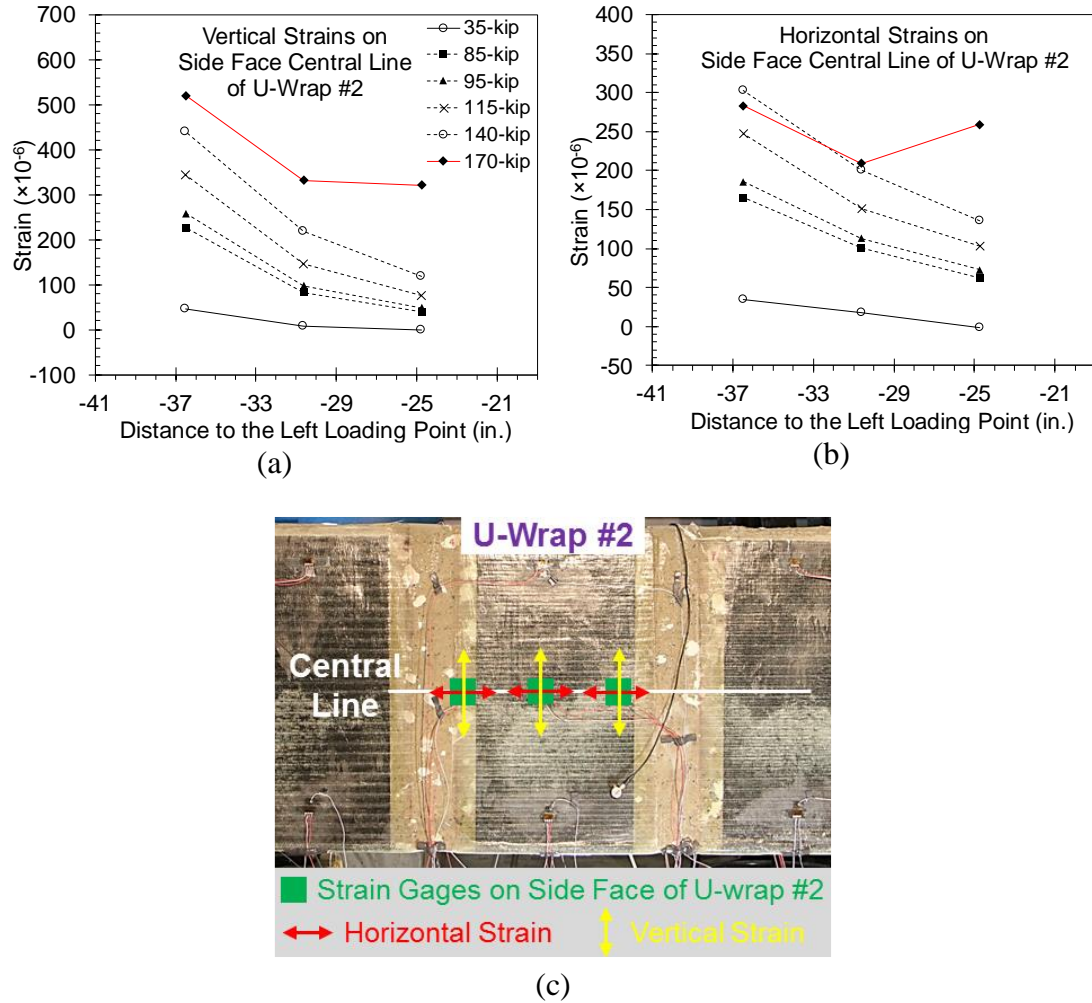 Vertical Strains on
Side Face Central Line
of U-Wrap #2
35-kip
85-kip
95-kip
115-kip
140-kip
170-kip
Strain (×10⁻⁶)
700
600
500
400
300
200
100
0
-100
-41 -37 -33 -29 -25 -21
Distance to the Left Loading Point (in.)
(a)
Horizontal Strains on
Side Face Central Line of U-Wrap #2
Strain (×10⁻⁶)
400
350
300
250
200
150
100
50
0
-50
-41 -37 -33 -29 -25 -21
Distance to the Left Loading Point (in.)
(b)
U-Wrap #2
Central
Line
Strain Gages on Side Face of U-wrap #2
Horizontal Strain Vertical Strain
(c)